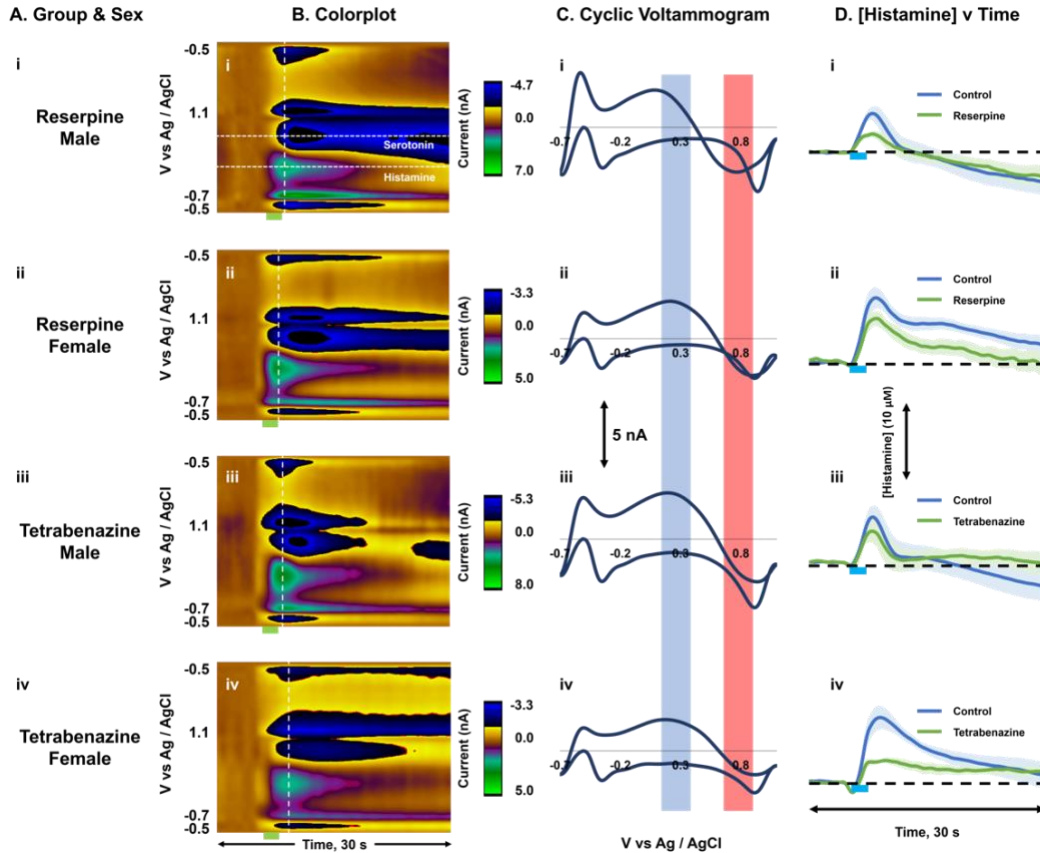 A. Group & Sex
B. Colorplot
C. Cyclic Voltammogram
D. [Histamine] v Time
i
Reserpine
Male
V vs Ag / AgCl
-0.5
1.1
-0.7
-0.5
i
Serotonin
Histamine
Current (nA)
-4.7
0.0
7.0
i
-0.7
-0.2
0.3
0.8
i
Control
Reserpine
ii
Reserpine
Female
V vs Ag / AgCl
-0.5
1.1
-0.7
-0.5
ii
Current (nA)
-3.3
0.0
5.0
ii
-0.7
-0.2
0.3
0.8
5 nA
ii
Control
Reserpine
[Histamine] (10 µM)
iii
Tetrabenazine
Male
V vs Ag / AgCl
-0.5
1.1
-0.7
-0.5
iii
Current (nA)
-5.3
0.0
8.0
iii
-0.7
-0.2
0.3
0.8
iii
Control
Tetrabenazine
iv
Tetrabenazine
Female
V vs Ag / AgCl
-0.5
1.1
-0.7
-0.5
iv
Current (nA)
-3.3
0.0
5.0
iv
-0.7
-0.2
0.3
0.8
iv
Control
Tetrabenazine
Time, 30 s
V vs Ag / AgCl
Time, 30 s